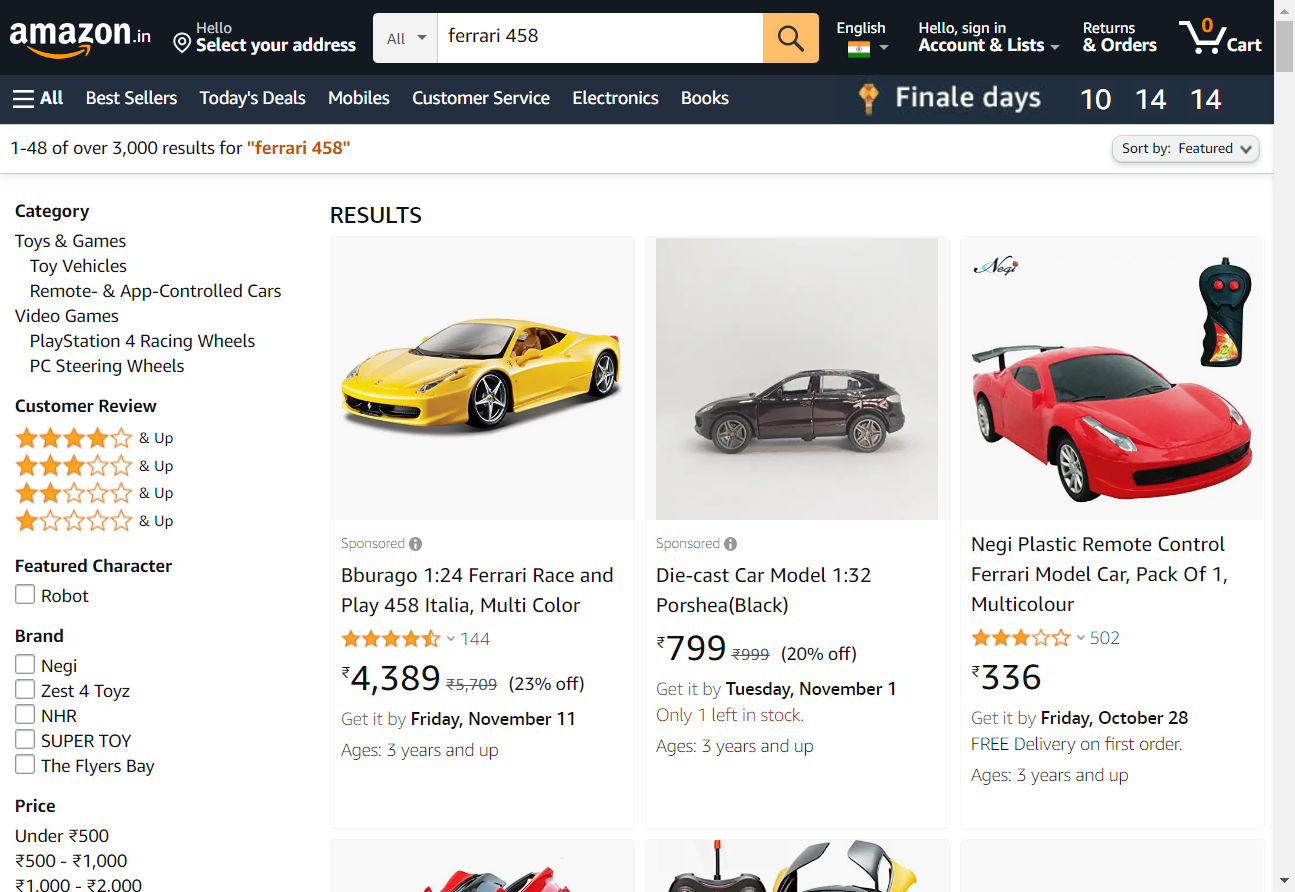 amazon.in
Hello
Select your address
All
ferrari 458
English
Hello, sign in
Account & Lists
Returns
& Orders
0
Cart
All
Best Sellers
Today's Deals
Mobiles
Customer Service
Electronics
Books
Finale days
10 14 14
1-48 of over 3,000 results for "ferrari 458"
Sort by: Featured
Category
Toys & Games
Toy Vehicles
Remote- & App-Controlled Cars
Video Games
PlayStation 4 Racing Wheels
PC Steering Wheels
Customer Review
& Up
& Up
& Up
& Up
Featured Character
Robot
Brand
Negi
Zest 4 Toyz
NHR
SUPER TOY
The Flyers Bay
Price
Under ₹500
₹500 - ₹1,000
₹1,000 - ₹2,000
RESULTS
Sponsored
Bburago 1:24 Ferrari Race and
Play 458 Italia, Multi Color
144
₹4,389 ₹5,709 (23% off)
Get it by Friday, November 11
Ages: 3 years and up
Sponsored
Die-cast Car Model 1:32
Porshea(Black)
₹799 ₹999 (20% off)
Get it by Tuesday, November 1
Only 1 left in stock.
Ages: 3 years and up
Negi
Negi Plastic Remote Control
Ferrari Model Car, Pack Of 1,
Multicolour
502
₹336
Get it by Friday, October 28
FREE Delivery on first order.
Ages: 3 years and up